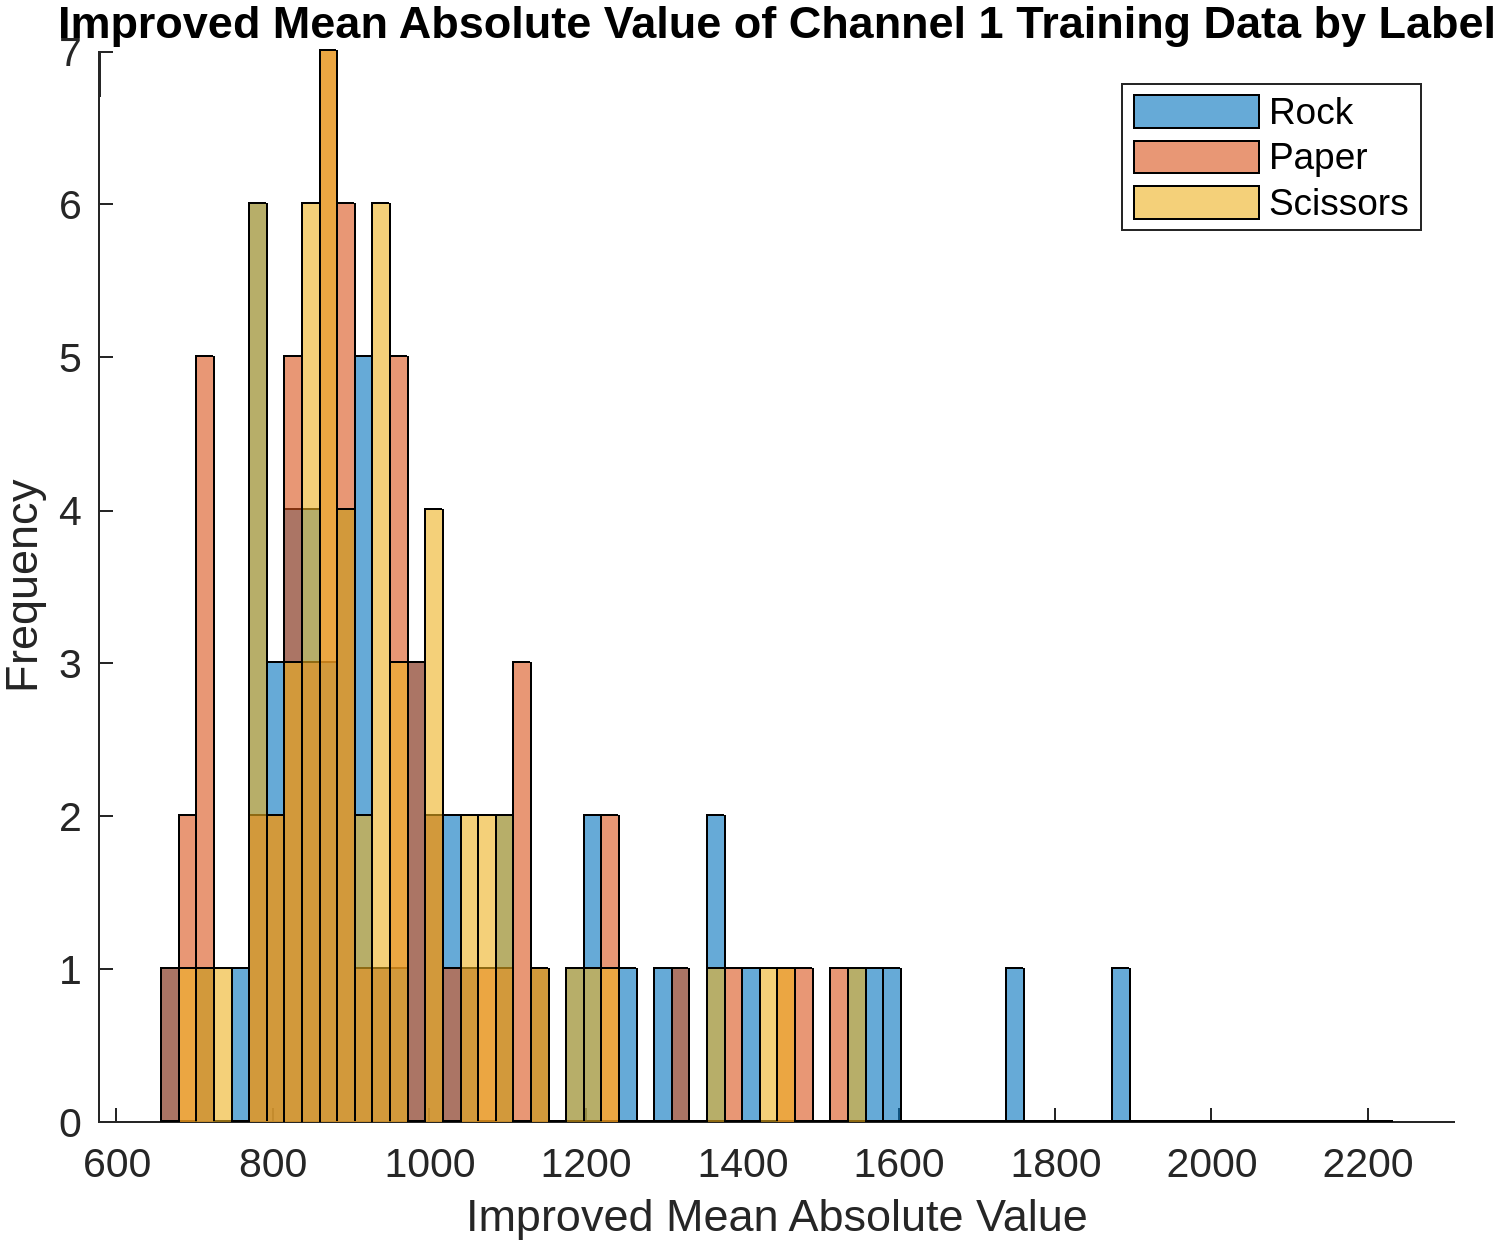 Improved Mean Absolute Value of Channel 1 Training Data by Label
7
6
5
4
3
2
1
0
Frequency
Rock
Paper
Scissors
600 800 1000 1200 1400 1600 1800 2000 2200
Improved Mean Absolute Value